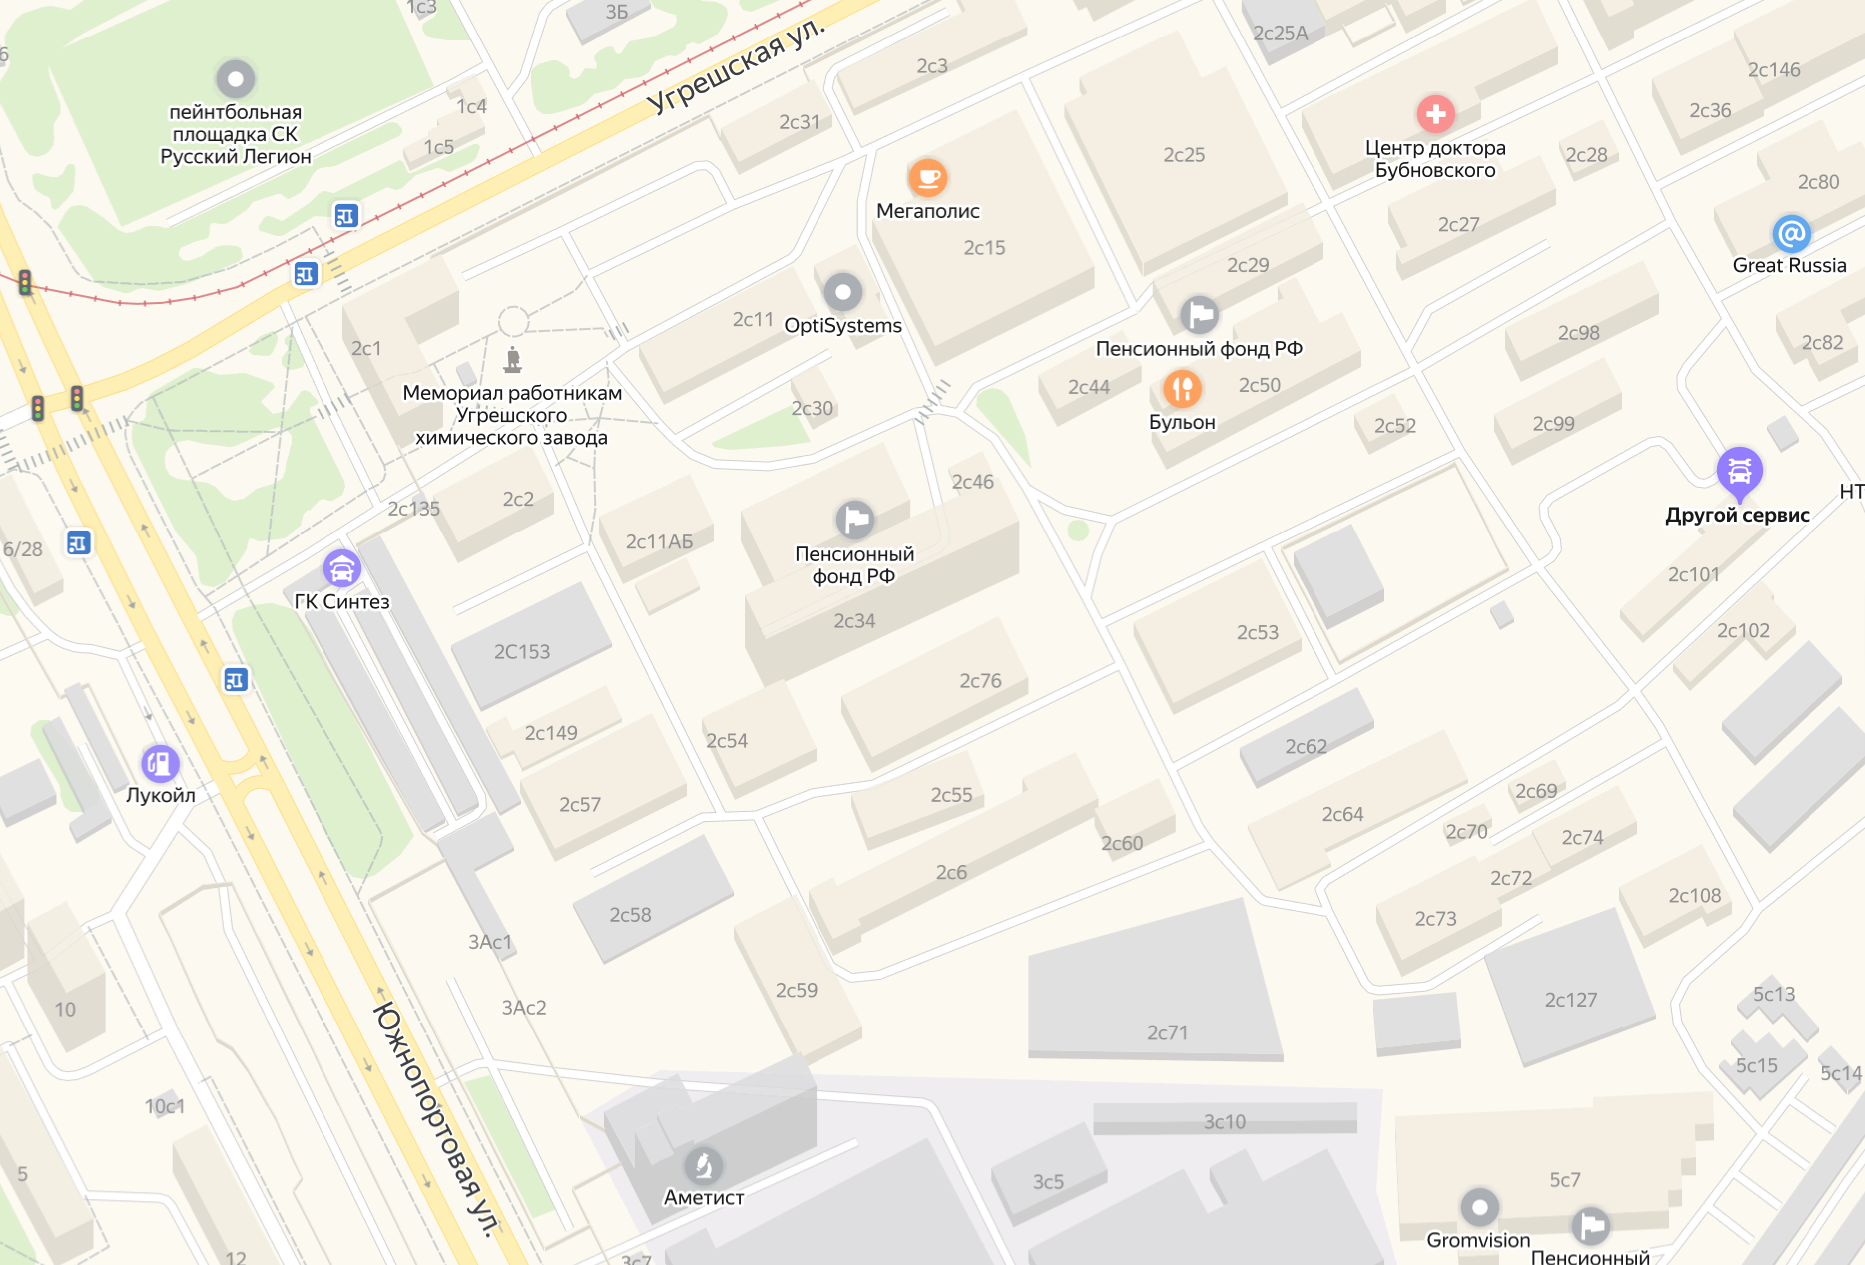 1с3
3Б
2с25А
2с3
2с146
Угрешская ул.
пейнтбольная
площадка СК
Русский Легион
1с4
1с5
2с31
2с36
Центр доктора
Бубновского
2с25
2с28
2с80
Мегаполис
2с15
2с27
Great Russia
2с29
2с11
OptiSystems
2с1
Пенсионный фонд РФ
2с98
2с82
Мемориал работникам
Угрешского
химического завода
2с30
2с44
2с50
Бульон
2с52
2с99
2с135
2с2
2с46
НТ
Другой сервис
6/28
2с11АБ
Пенсионный
фонд РФ
2с101
ГК Синтез
2с34
2с53
2с102
2С153
2с76
2с149
2с54
2с62
Лукойл
2с57
2с55
2с69
2с64
2с70
2с74
2с60
2с6
2с72
2с108
2с58
2с73
3Ас1
10
3Ас2
2с59
2с71
2с127
5с13
Южнопортовая ул.
5с15
5с14
10с1
3с10
5
Аметист
3с5
5с7
Gromvision
Пенсионный
12
3с7